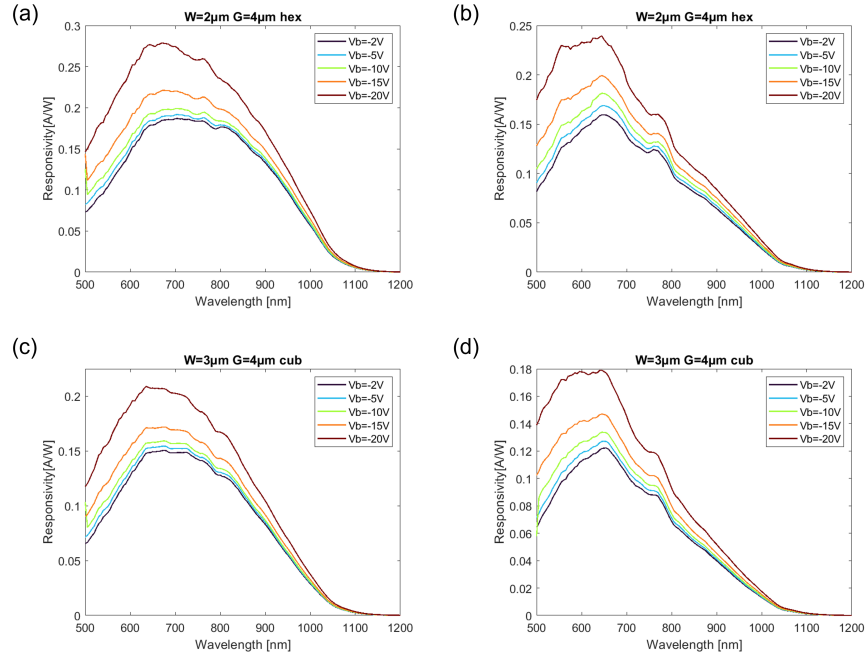 (a)
W=2μm G=4μm hex
0.3
0.25
0.2
0.15
0.1
0.05
0
Responsivity[A/W]
Vb=-2V
Vb=-5V
Vb=-10V
Vb=-15V
Vb=-20V
500 600 700 800 900 1000 1100 1200
Wavelength [nm]
(b)
W=2μm G=4μm hex
0.25
0.2
0.15
0.1
0.05
0
Responsivity[A/W]
Vb=-2V
Vb=-5V
Vb=-10V
Vb=-15V
Vb=-20V
500 600 700 800 900 1000 1100 1200
Wavelength [nm]
(c)
W=3μm G=4μm cub
0.2
0.15
0.1
0.05
0
Responsivity[A/W]
Vb=-2V
Vb=-5V
Vb=-10V
Vb=-15V
Vb=-20V
500 600 700 800 900 1000 1100 1200
Wavelength [nm]
(d)
W=3μm G=4μm cub
0.18
0.16
0.14
0.12
0.1
0.08
0.06
0.04
0.02
0
Responsivity[A/W]
Vb=-2V
Vb=-5V
Vb=-10V
Vb=-15V
Vb=-20V
500 600 700 800 900 1000 1100 1200
Wavelength [nm]